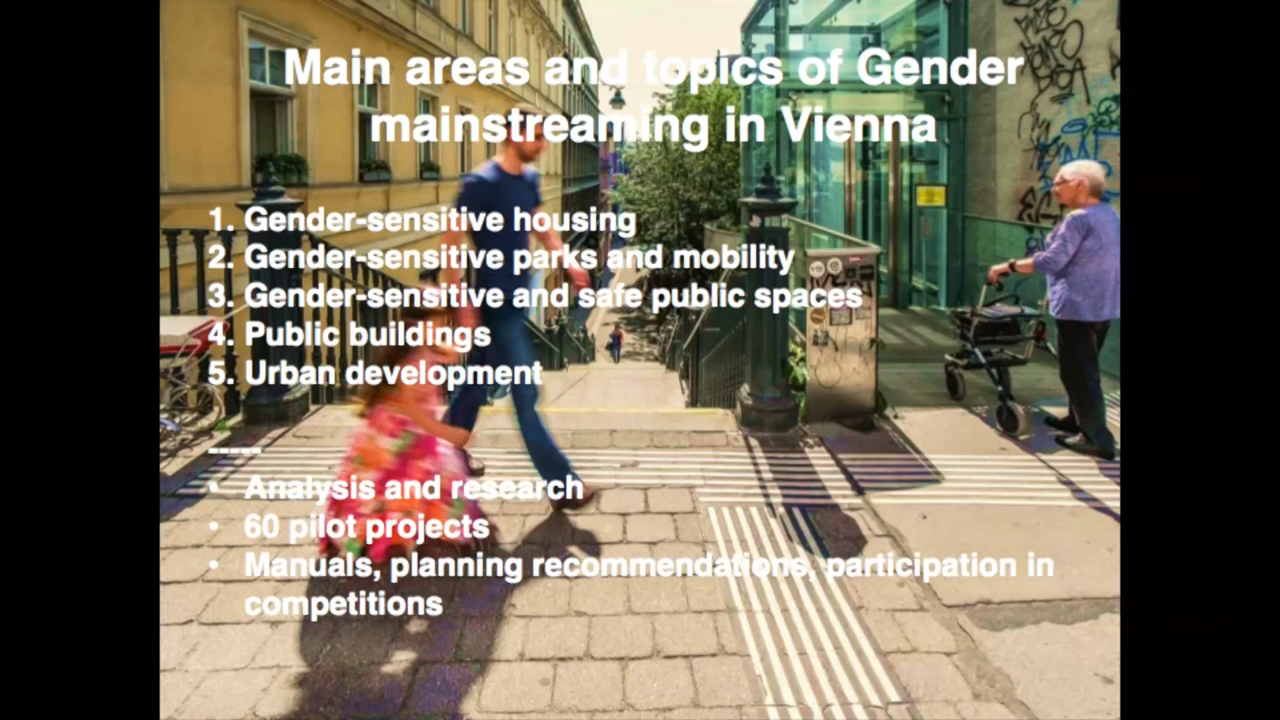 Main areas and topics of Gender
mainstreaming in Vienna
1. Gender-sensitive housing
2. Gender-sensitive parks and mobility
3. Gender-sensitive and safe public spaces
4. Public buildings
5. Urban development
-----
• Analysis and research
• 60 pilot projects
• Manuals, planning recommendations, participation in
competitions